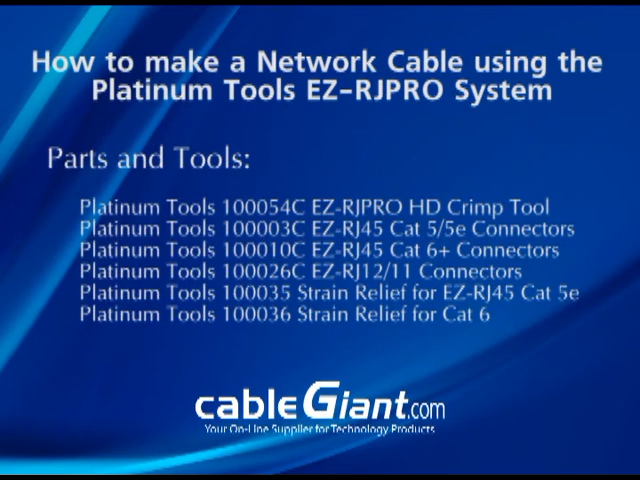 How to make a Network Cable using the
Platinum Tools EZ-RJPRO System
Parts and Tools:
Platinum Tools 100054C EZ-RJPRO HD Crimp Tool
Platinum Tools 100003C EZ-RJ45 Cat 5/5e Connectors
Platinum Tools 100010C EZ-RJ45 Cat 6+ Connectors
Platinum Tools 100026C EZ-RJ12/11 Connectors
Platinum Tools 100035 Strain Relief for EZ-RJ45 Cat 5e
Platinum Tools 100036 Strain Relief for Cat 6
cableGiant.com
Your On-Line Supplier for Technology Products